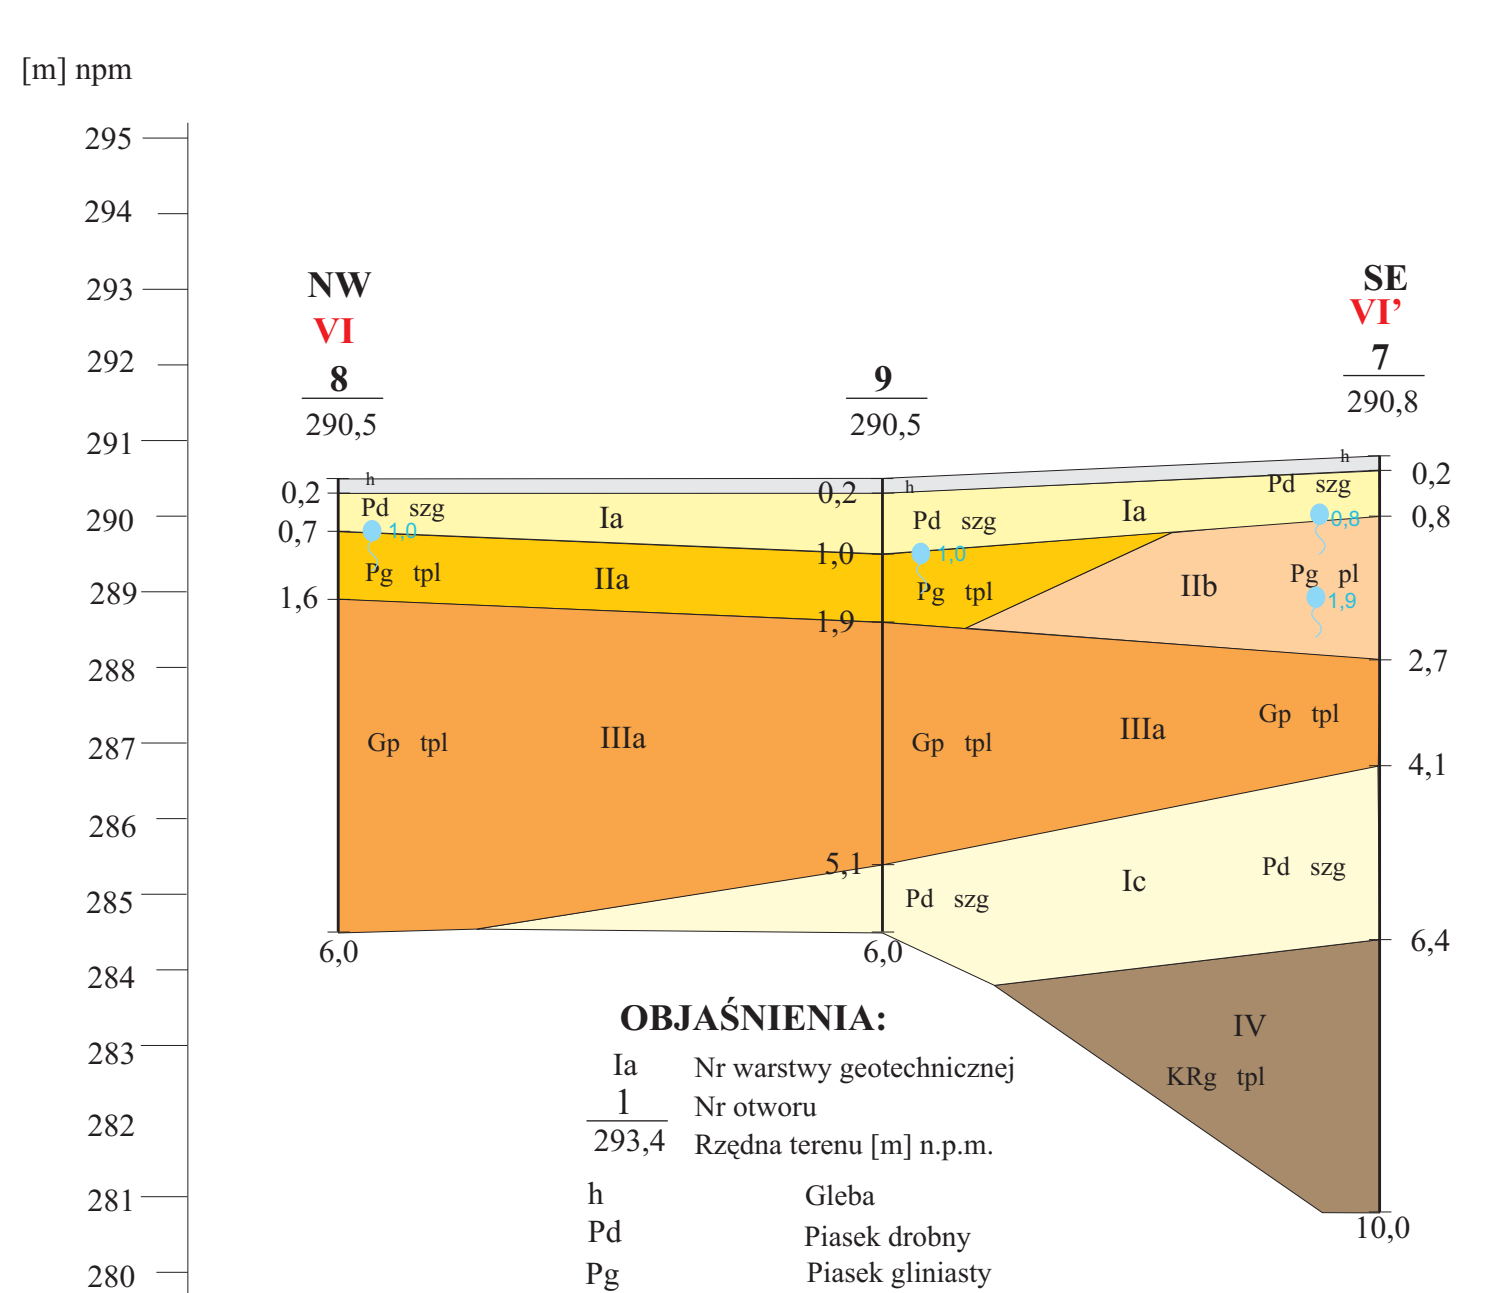 [m] npm
295
294
293
NW
SE
VI
VI’
292
8
9
7
290,5
290,5
290,8
291
h
h
h
0,2
0,2
0,2
Pd szg
Ia
Pd szg
Ia
Pd szg
290
0,7
1,0
1,0
1,0
0,8
0,8
289
Pg tpl
IIa
Pg tpl
IIb
Pg pl
1,6
1,9
1,9
288
2,7
287
Gp tpl
IIIa
Gp tpl
IIIa
Gp tpl
4,1
286
5,1
285
Pd szg
Ic
Pd szg
6,0
6,0
6,4
284
OBJAŚNIENIA:
IV
283
Ia Nr warstwy geotechnicznej
KRg tpl
1 Nr otworu
282
293,4 Rzędna terenu [m] n.p.m.
281
h Gleba
Pd Piasek drobny
10,0
280
Pg Piasek gliniasty